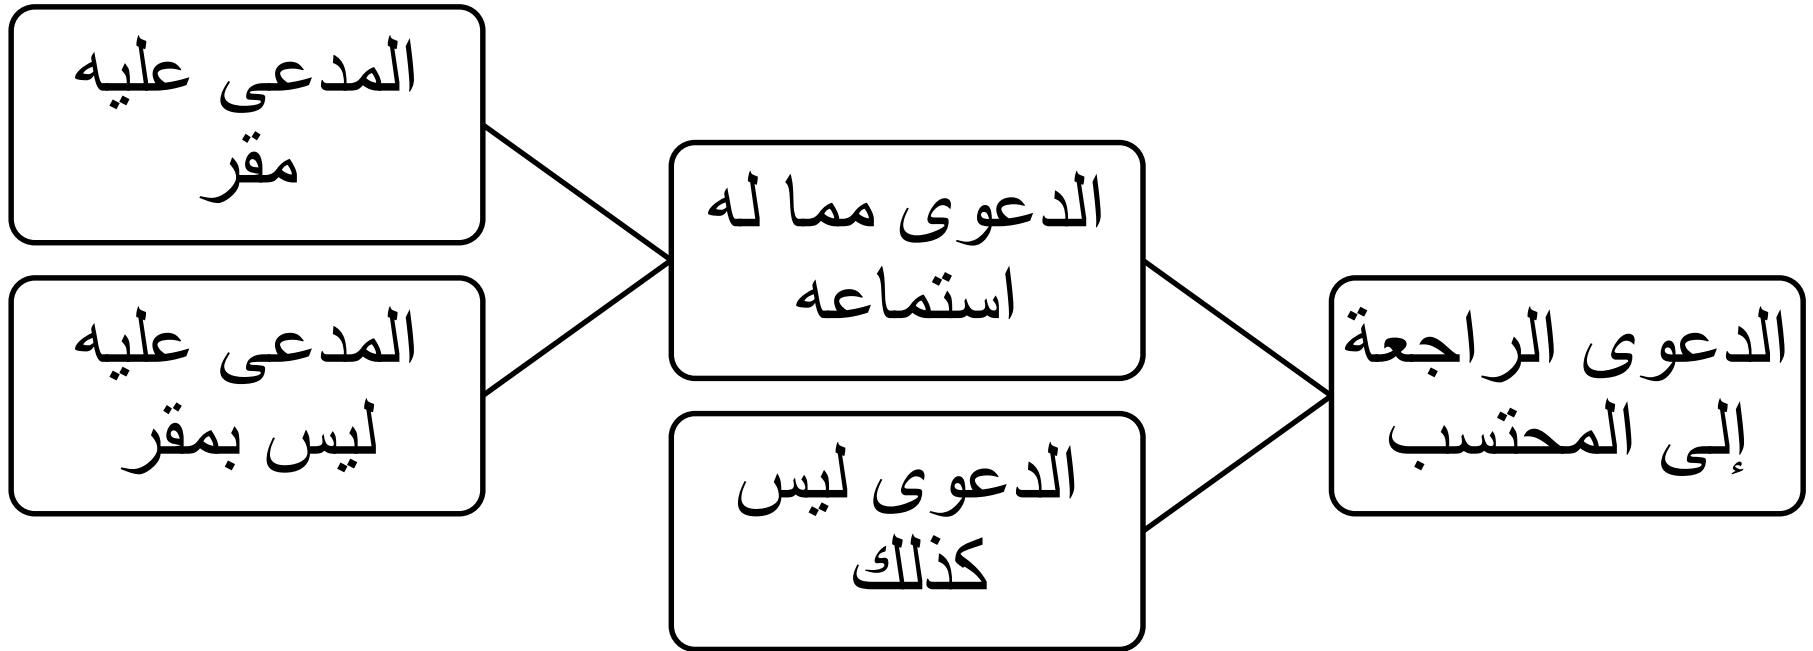 الدعوى الراجعة
إلى المحتسب
الدعوى مما له
استماعه
الدعوى ليس
كذلك
المدعى عليه
مقر
المدعى عليه
ليس بمقر